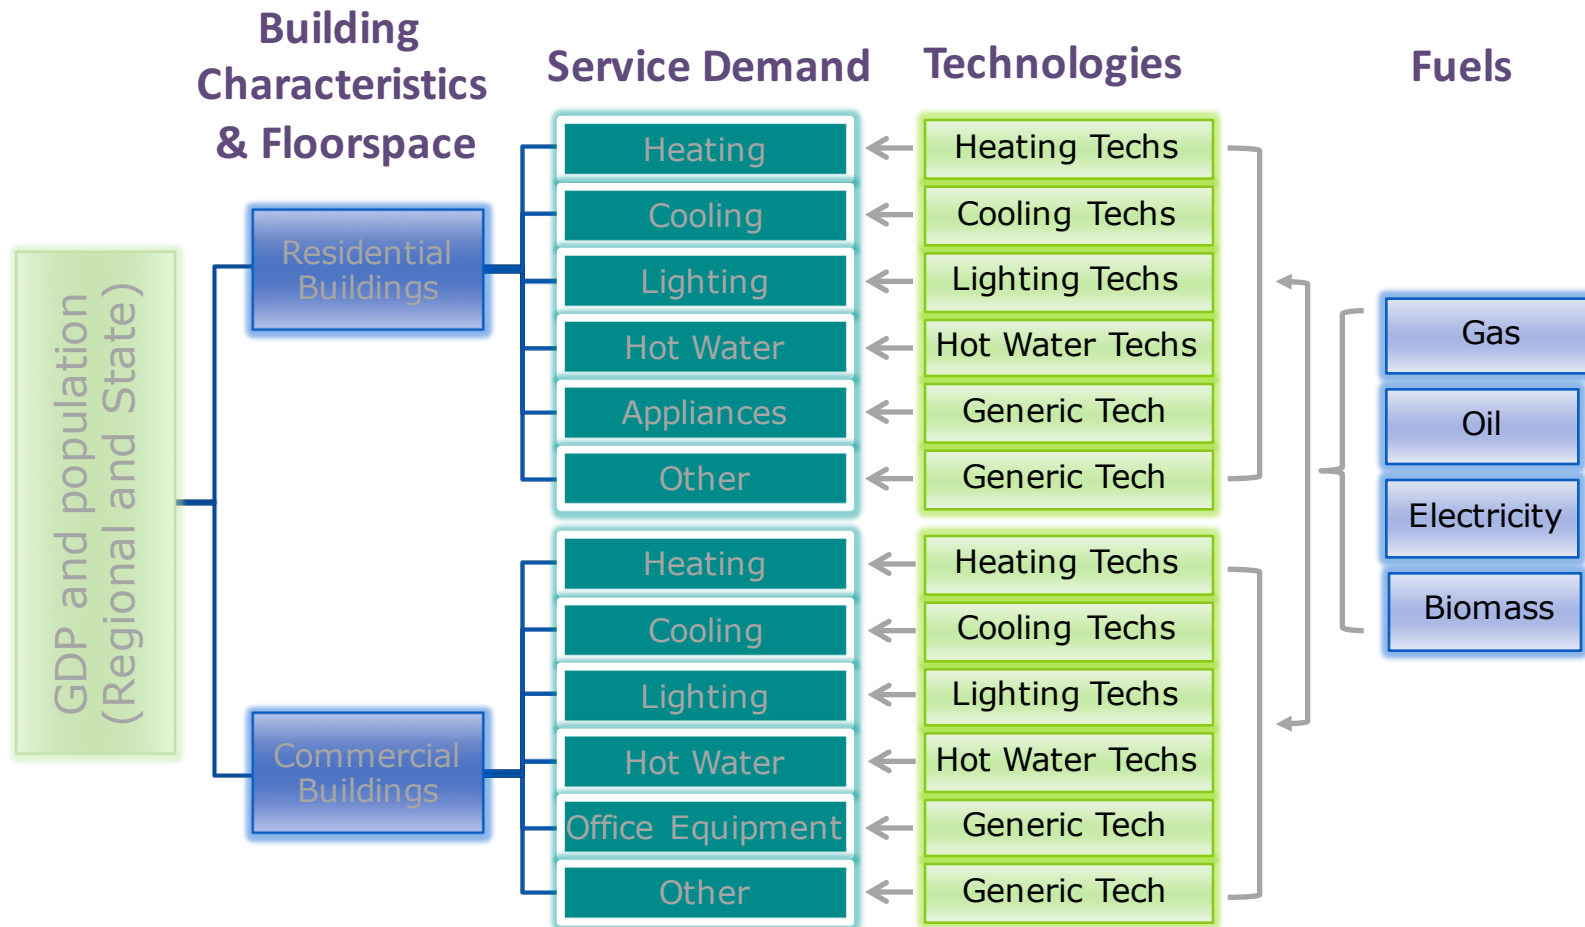 Building
Characteristics
& Floorspace
Service Demand
Technologies
Fuels
GDP and population
(Regional and State)
Residential
Buildings
Commercial
Buildings
Heating
Cooling
Lighting
Hot Water
Appliances
Other
Heating
Cooling
Lighting
Hot Water
Office Equipment
Other
Heating Techs
Cooling Techs
Lighting Techs
Hot Water Techs
Generic Tech
Generic Tech
Heating Techs
Cooling Techs
Lighting Techs
Hot Water Techs
Generic Tech
Generic Tech
Gas
Oil
Electricity
Biomass